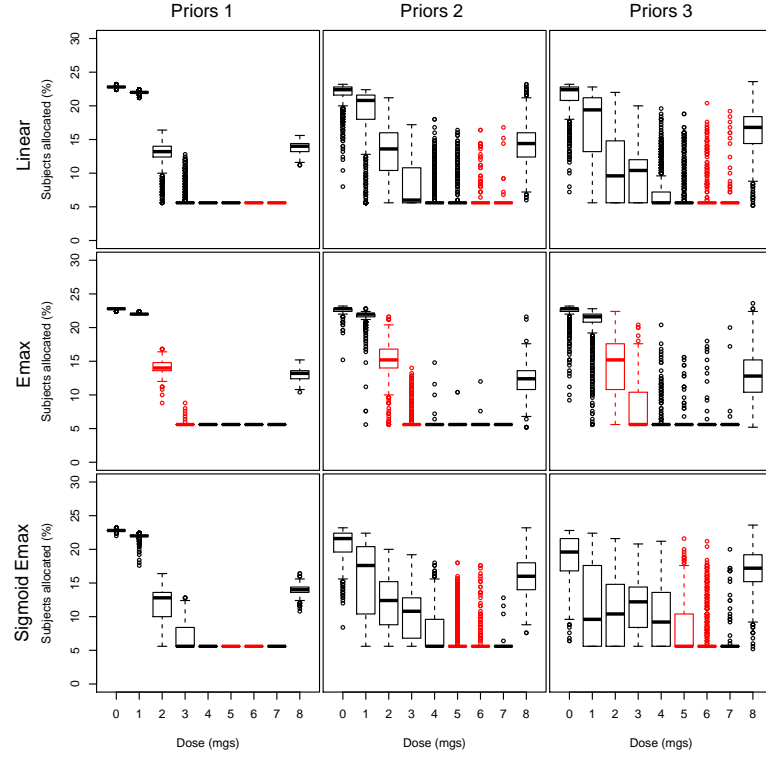 Priors 1 Priors 2 Priors 3
Linear
Subjects allocated (%)
30
25
20
15
10
5
0
Emax
Subjects allocated (%)
30
25
20
15
10
5
0
Sigmoid Emax
Subjects allocated (%)
30
25
20
15
10
5
0
0 1 2 3 4 5 6 7 8 0 1 2 3 4 5 6 7 8 0 1 2 3 4 5 6 7 8
Dose (mgs) Dose (mgs) Dose (mgs)